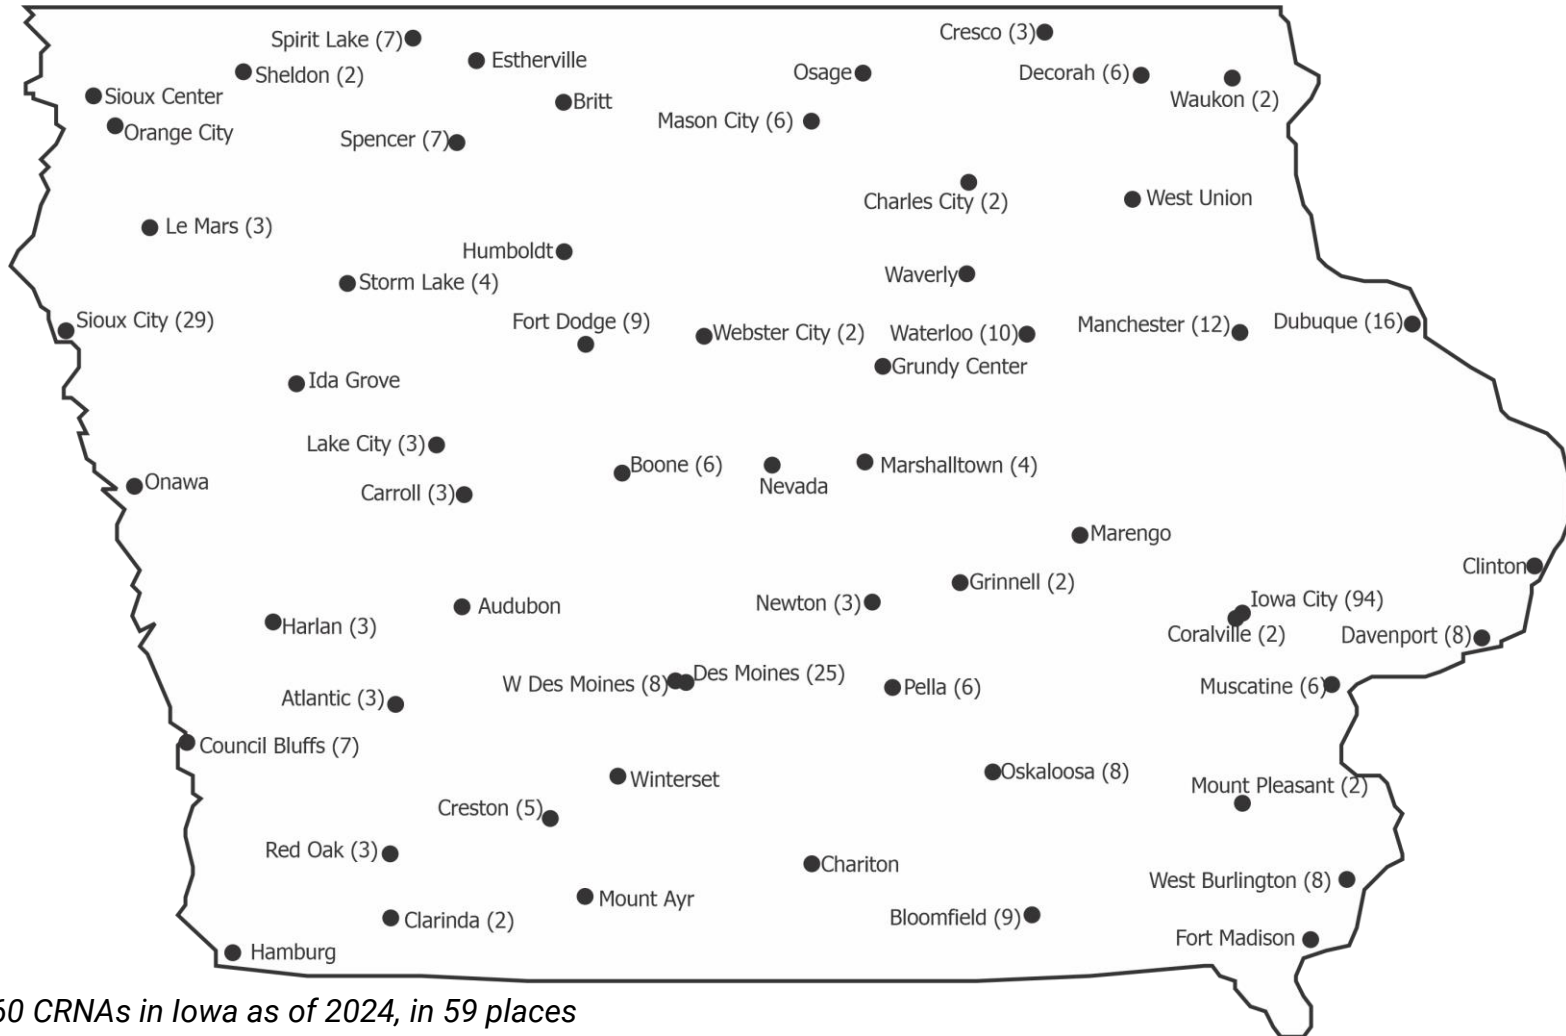 Spirit Lake (7)
Cresco (3)
Estherville
Sheldon (2)
Osage
Decorah (6)
Waukon (2)
Sioux Center
Britt
Orange City
Mason City (6)
Spencer (7)
Charles City (2)
West Union
Le Mars (3)
Humboldt
Waverly
Storm Lake (4)
Sioux City (29)
Fort Dodge (9)
Webster City (2)
Waterloo (10)
Manchester (12)
Dubuque (16)
Grundy Center
Ida Grove
Lake City (3)
Boone (6)
Nevada
Marshalltown (4)
Onawa
Carroll (3)
Marengo
Clinton
Grinnell (2)
Audubon
Newton (3)
Iowa City (94)
Harlan (3)
Coralville (2)
Davenport (8)
W Des Moines (8)
Des Moines (25)
Pella (6)
Muscatine (6)
Atlantic (3)
Council Bluffs (7)
Winterset
Oskaloosa (8)
Mount Pleasant (2)
Creston (5)
Red Oak (3)
Chariton
West Burlington (8)
Mount Ayr
Clarinda (2)
Bloomfield (9)
Fort Madison
Hamburg
60 CRNAs in Iowa as of 2024, in 59 places